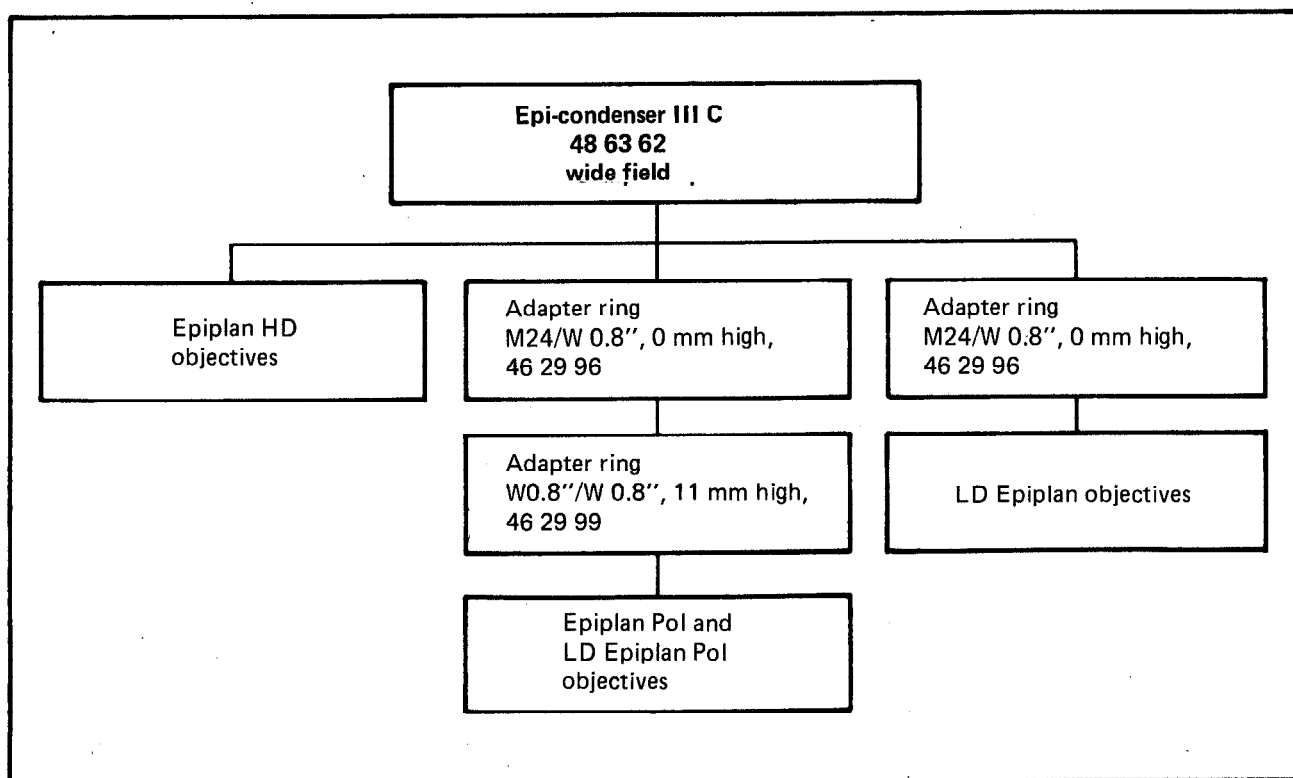 Epi-condenser III C
48 63 62
wide field
Epiplan HD
objectives
Adapter ring
M24/W 0.8′′, 0 mm high,
46 29 96
Adapter ring
M24/W 0.8′′, 0 mm high,
46 29 96
Adapter ring
W0.8′′/W 0.8′′, 11 mm high,
46 29 99
LD Epiplan objectives
Epiplan Pol and
LD Epiplan Pol
objectives